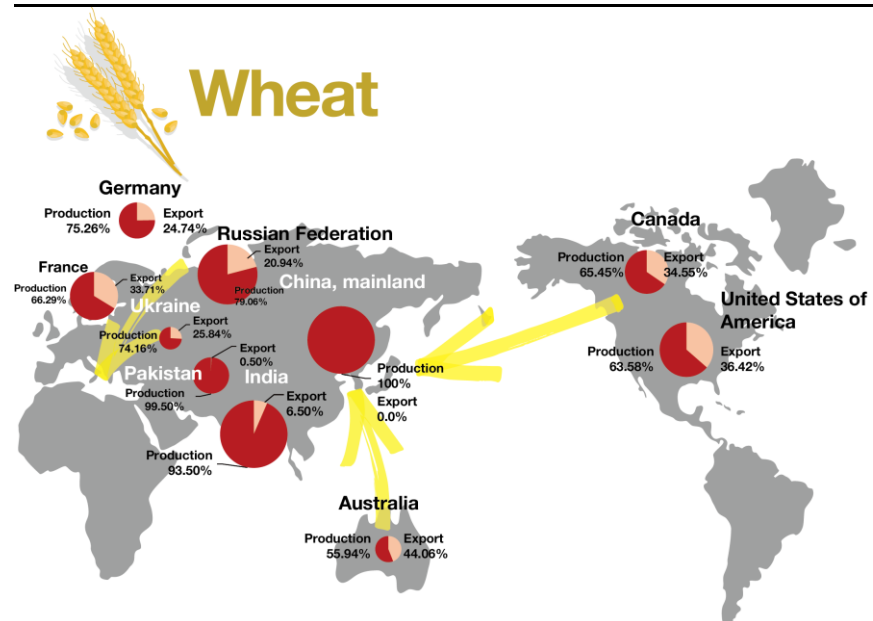 Wheat
Germany
Production
75.26%
Export
24.74%
Russian Federation
Export
20.94%
Production
79.06%
China, mainland
Production
100%
Export
0.0%
France
Production
66.29%
Export
33.71%
Ukraine
Production
74.16%
Export
25.84%
Pakistan
Export
0.50%
Production
99.50%
India
Export
6.50%
Production
93.50%
Australia
Production
55.94%
Export
44.06%
Canada
Production
65.45%
Export
34.55%
United States of
America
Production
63.58%
Export
36.42%